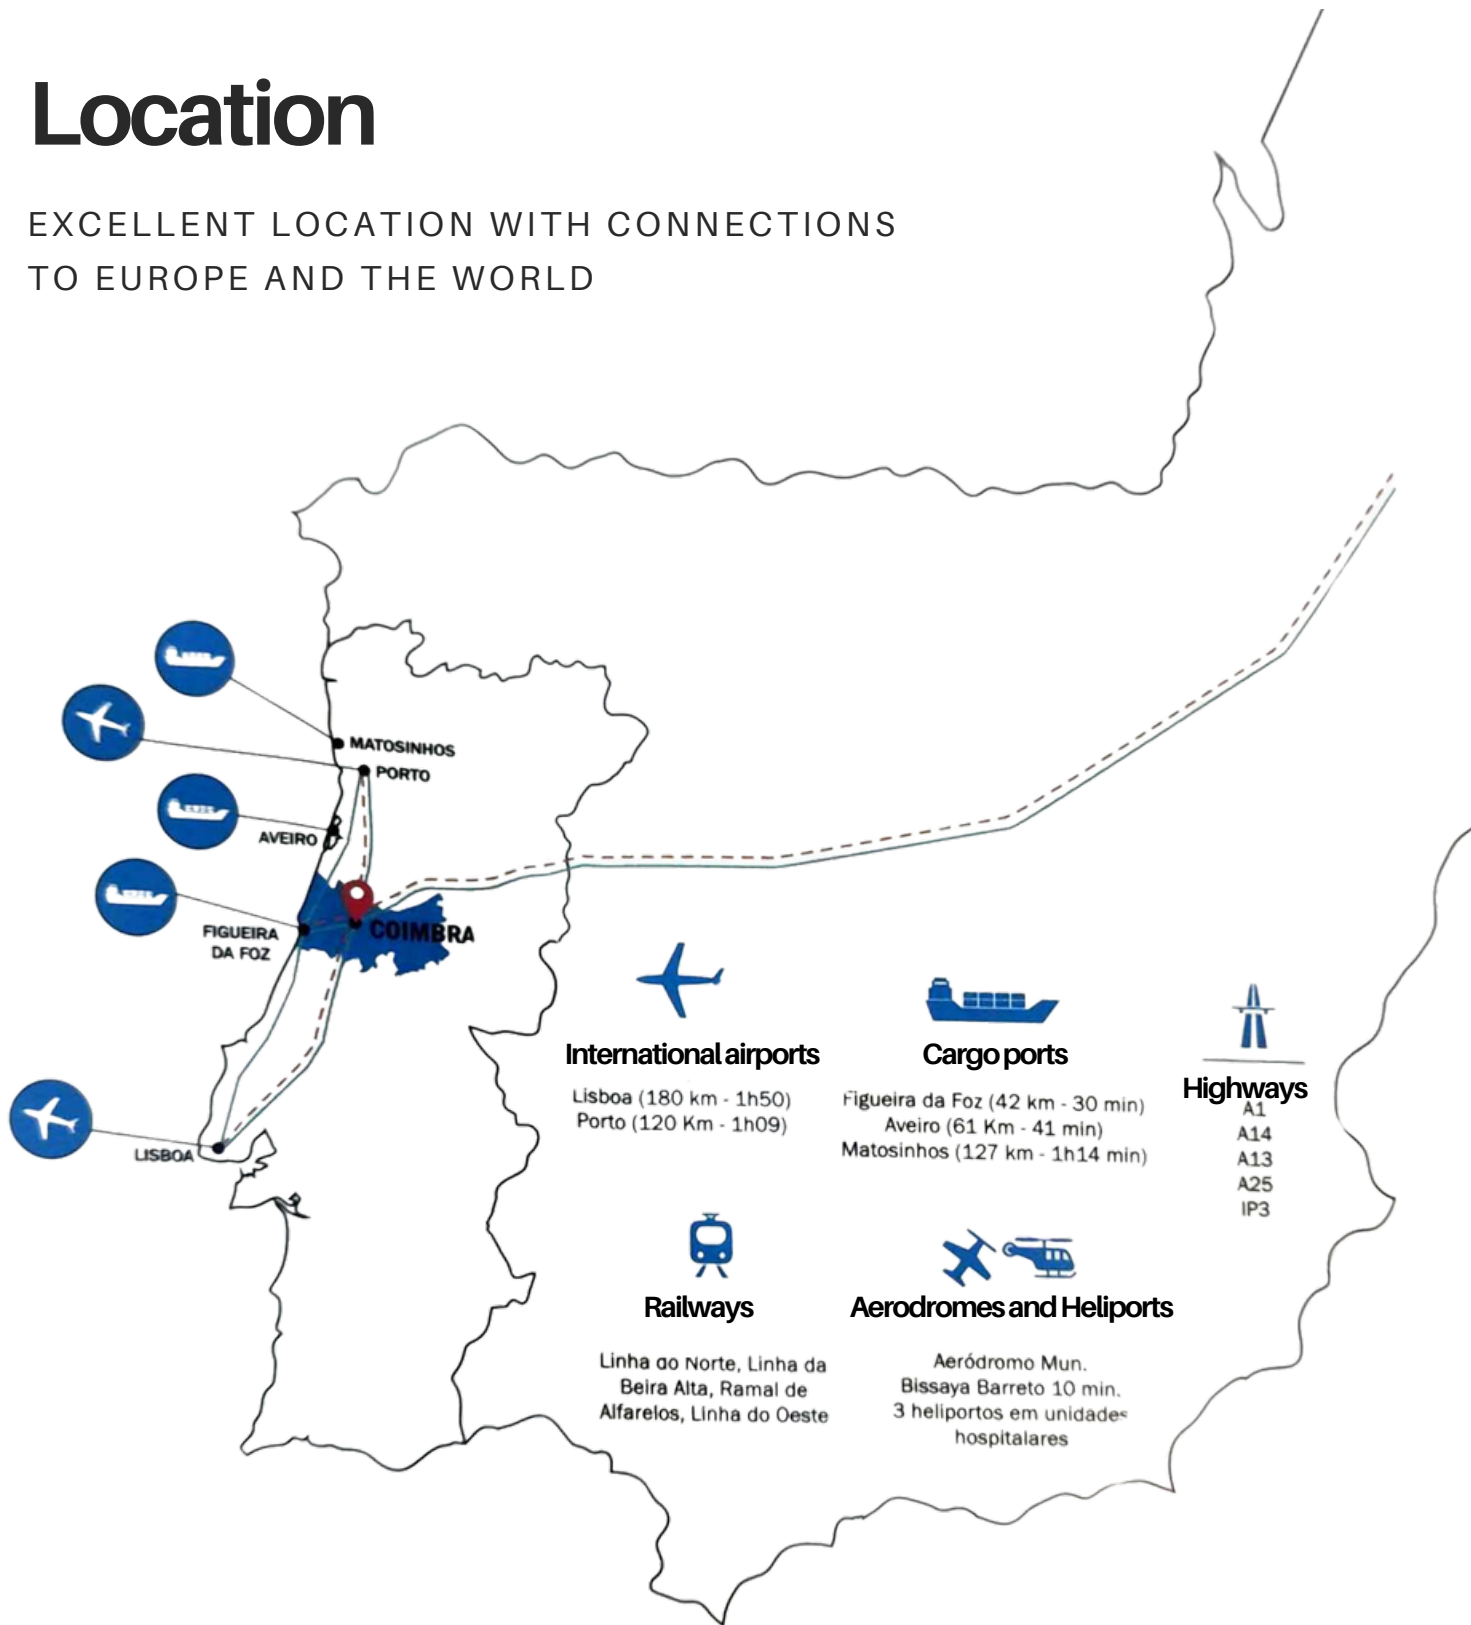 Location
EXCELLENT LOCATION WITH CONNECTIONS
TO EUROPE AND THE WORLD
MATOSINHOS
PORTO
AVEIRO
FIGUEIRA
DA FOZ
COIMBRA
LISBOA
International airports
Lisboa (180 km - 1h50)
Porto (120 Km - 1h09)
Cargo ports
Figueira da Foz (42 km - 30 min)
Aveiro (61 Km - 41 min)
Matosinhos (127 km - 1h14 min)
Highways
A1
A14
A13
A25
IP3
Railways
Linha do Norte, Linha da
Beira Alta, Ramal de
Alfarelos, Linha do Oeste
Aerodromes and Heliports
Aeródromo Mun.
Bissaya Barreto 10 min.
3 heliportos em unidades
hospitalares